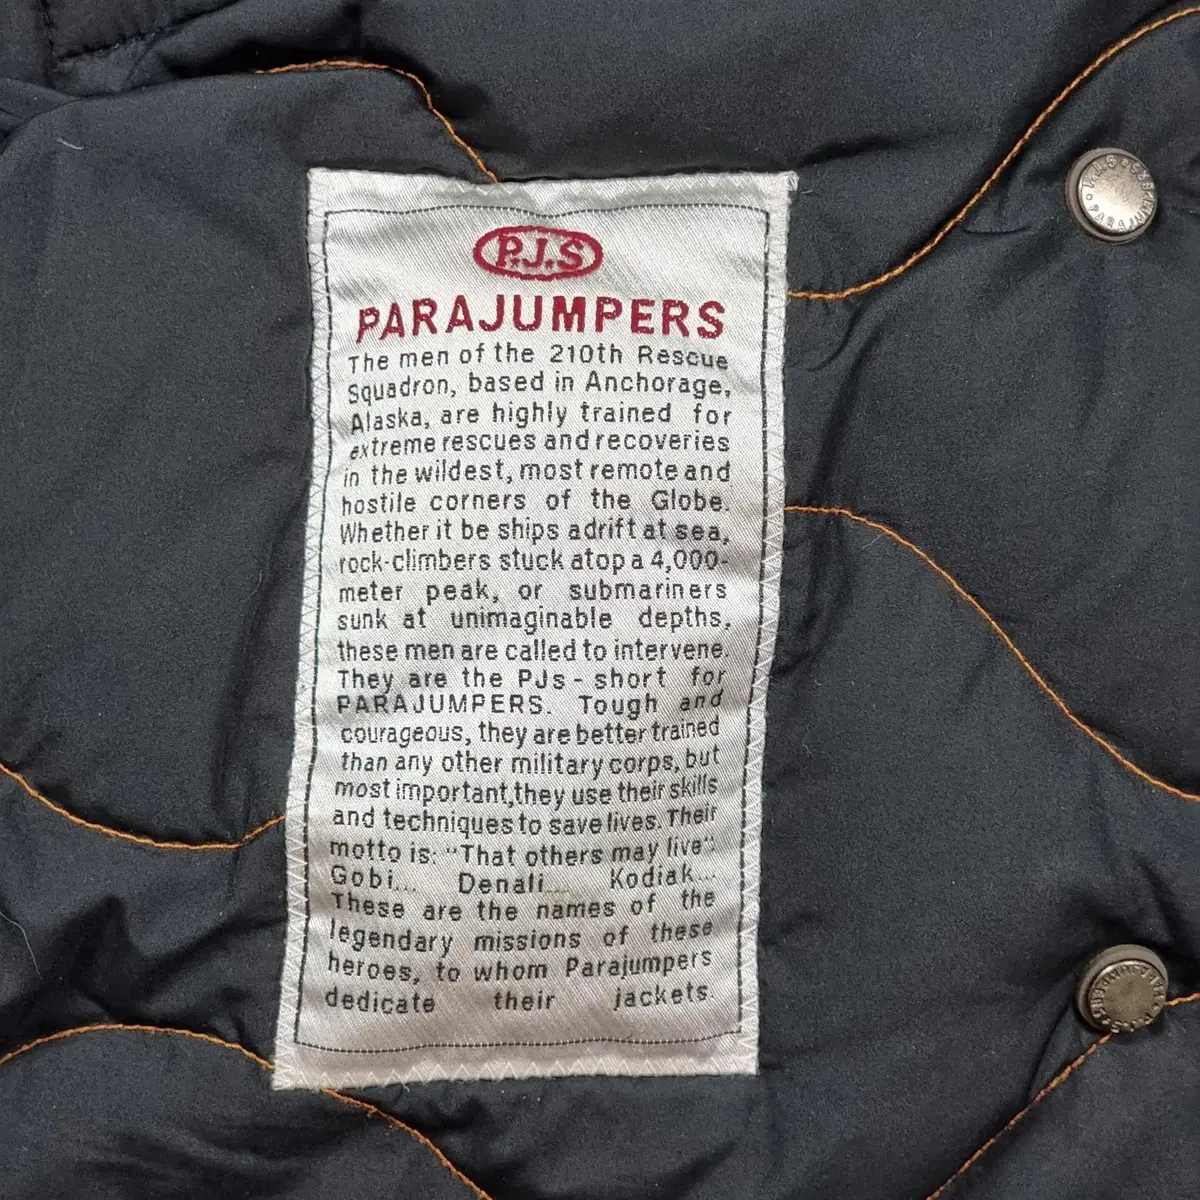 P.J.S
PARAJUMPERS
The men of the 210th Rescue
Squadron, based in Anchorage,
Alaska, are highly trained for
extreme rescues and recoveries
in the wildest, most remote and
hostile corners of the Globe.
Whether it be ships adrift at sea,
rock-climbers stuck atop a 4,000-
meter peak, or submariners
sunk at unimaginable depths,
these men are called to intervene.
They are the PJs - short for
PARAJUMPERS. Tough and
courageous, they are better trained
than any other military corps, but
most important, they use their skills
and techniques to save lives. Their
motto is: "That others may live".
Gobi... Denali... Kodiak...
These are the names of the
legendary missions of these
heroes, to whom Parajumpers
dedicate their jackets.